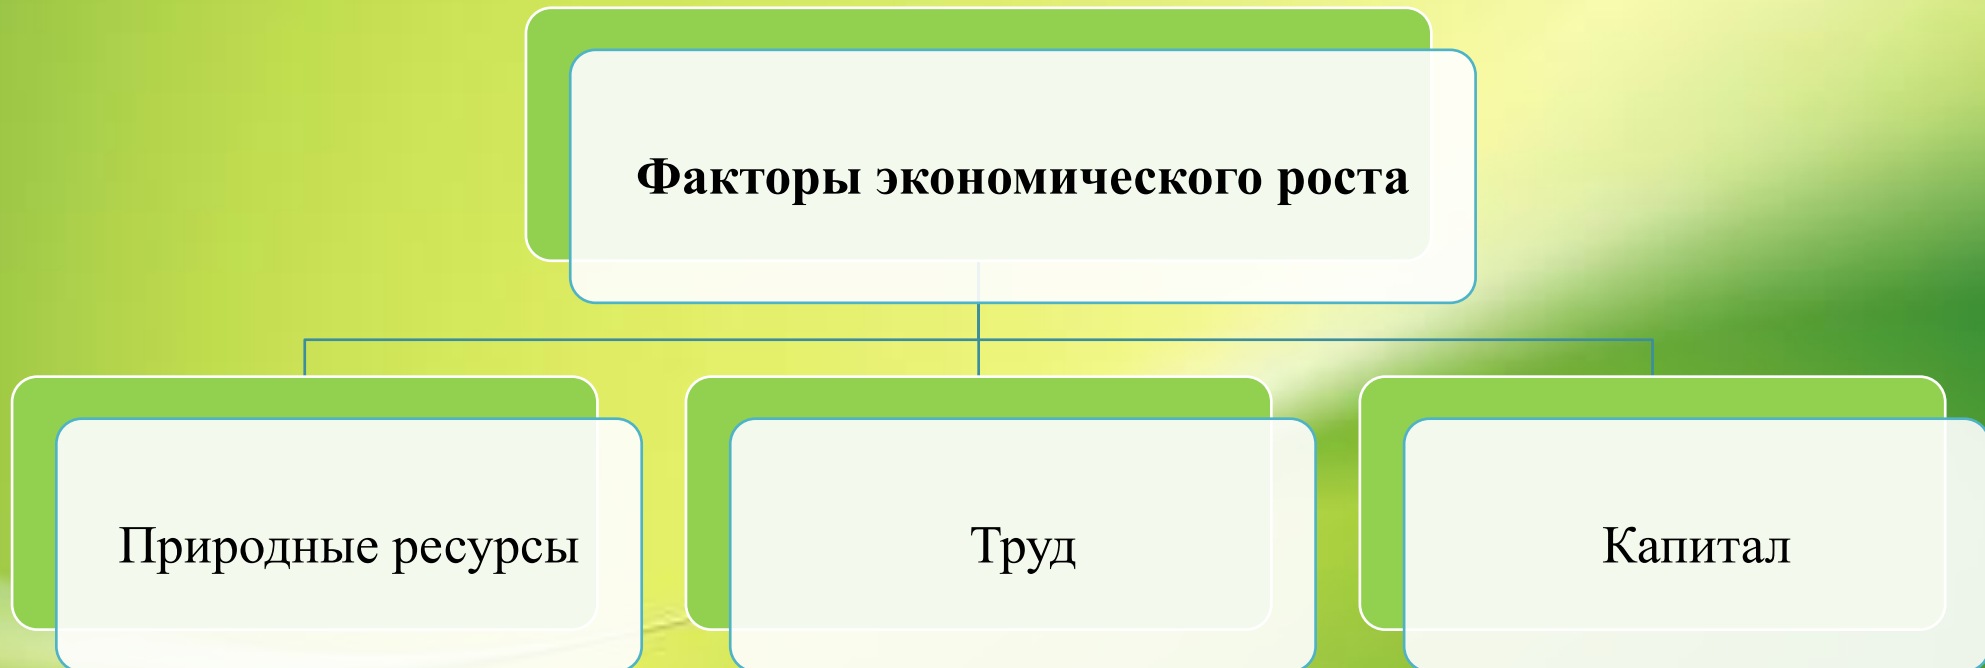 Факторы экономического роста
Природные ресурсы
Труд
Капитал